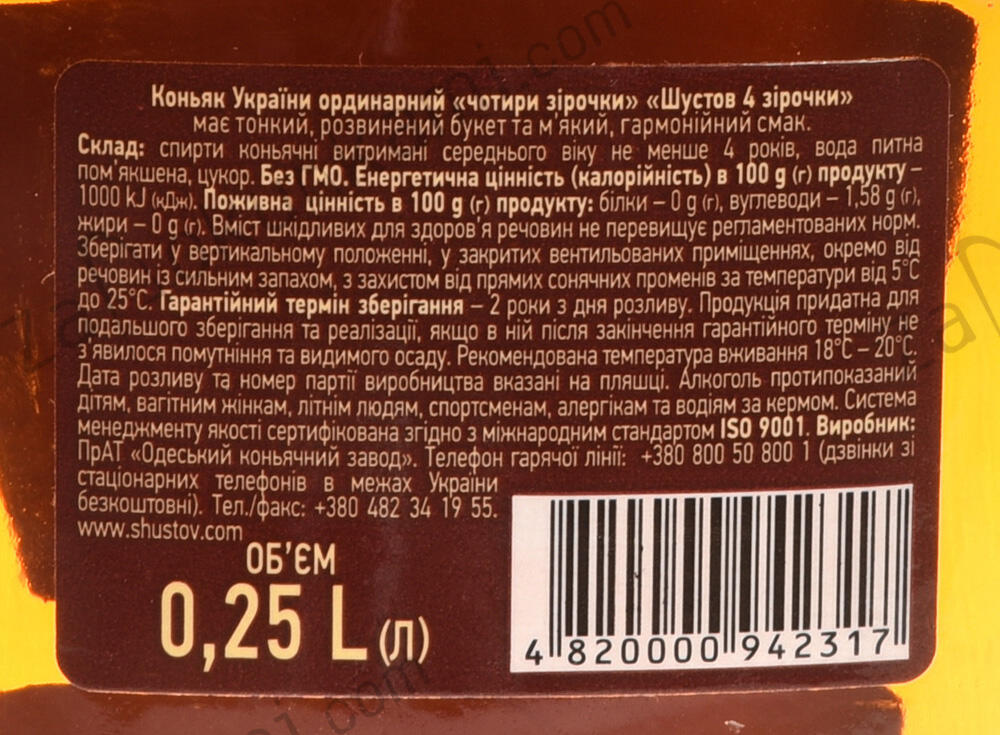 Коньяк України ординарний «чотири зірочки» «Шустов 4 зірочки»
має тонкий, розвинений букет та м'який, гармонійний смак.
Склад: спирти коньячні витримані середнього віку не менше 4 років, вода питна
пом'якшена, цукор. Без ГМО. Енергетична цінність (калорійність) в 100 g (г) продукту –
1000 kJ (кДж). Поживна цінність в 100 g (г) продукту: білки – 0 g (г), вуглеводи – 1,58 g (г),
жири – 0 g (г). Вміст шкідливих для здоров'я речовин не перевищує регламентованих норм.
Зберігати у вертикальному положенні, у закритих вентильованих приміщеннях, окремо від
речовин із сильним запахом, з захистом від прямих сонячних променів за температури від 5°C
до 25°C. Гарантійний термін зберігання – 2 роки з дня розливу. Продукція придатна для
подальшого зберігання та реалізації, якщо в ній після закінчення гарантійного терміну не
з'явилося помутніння та видимого осаду. Рекомендована температура вживання 18°C – 20°C.
Дата розливу та номер партії виробництва вказані на пляшці. Алкоголь протипоказаний
дітям, вагітним жінкам, літнім людям, спортсменам, алергікам та водіям за кермом. Система
менеджменту якості сертифікована згідно з міжнародним стандартом ISO 9001. Виробник:
ПрАТ «Одеський коньячний завод». Телефон гарячої лінії: +380 800 50 800 1 (дзвінки зі
стаціонарних телефонів в межах України
безкоштовні). Тел./факс: +380 482 34 19 55.
www.shustov.com
ОБ'ЄМ
0,25 L (Л)
4 820000 942317